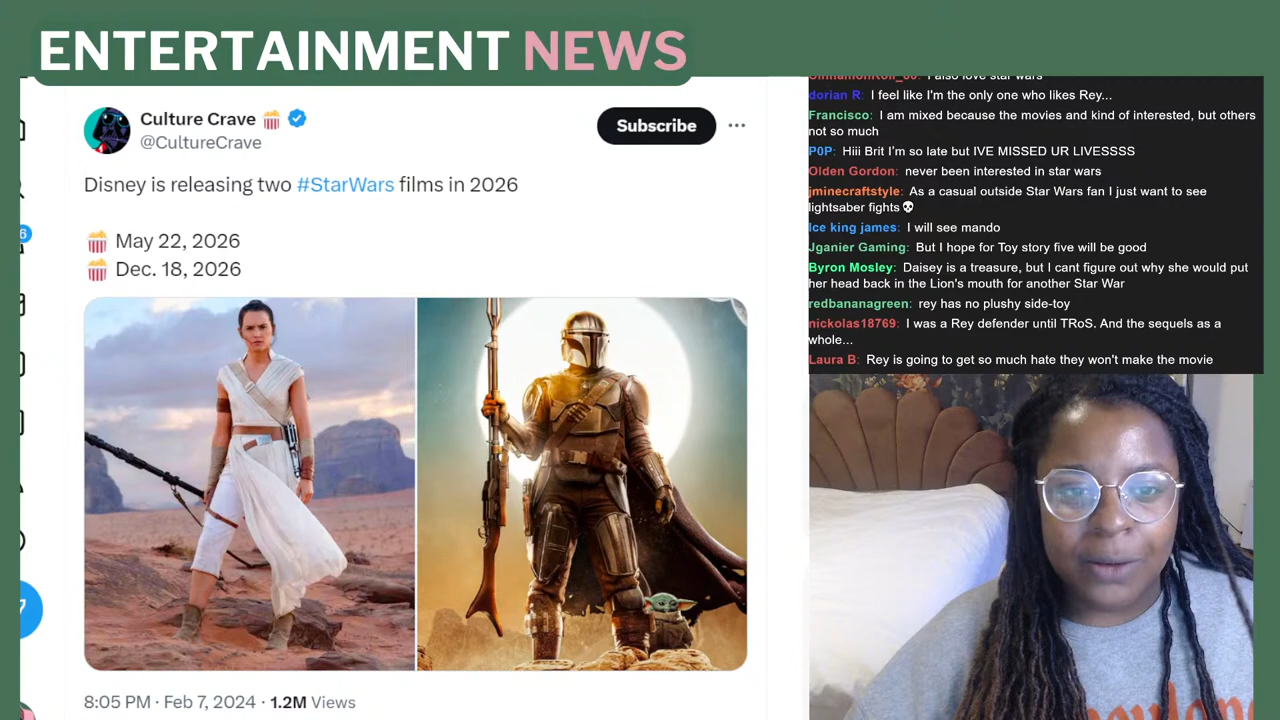 ENTERTAINMENT NEWS
Culture Crave 🍿
@CultureCrave
Subscribe
Disney is releasing two #StarWars films in 2026
🍿 May 22, 2026
🍿 Dec. 18, 2026
8:05 PM · Feb 7, 2024 · 1.2M Views
6
I also love star wars
dorian R: I feel like I'm the only one who likes Rey...
Francisco: I am mixed because the movies and kind of interested, but others
not so much
P0P: Hiii Brit I'm so late but IVE MISSED UR LIVESSSS
Olden Gordon: never been interested in star wars
jminecraftstyle: As a casual outside Star Wars fan I just want to see
lightsaber fights💀
Ice king james: I will see mando
Jganier Gaming: But I hope for Toy story five will be good
Byron Mosley: Daisey is a treasure, but I cant figure out why she would put
her head back in the Lion's mouth for another Star War
redbananagreen: rey has no plushy side-toy
nickolas18769: I was a Rey defender until TRoS. And the sequels as a
whole...
Laura B: Rey is going to get so much hate they won't make the movie